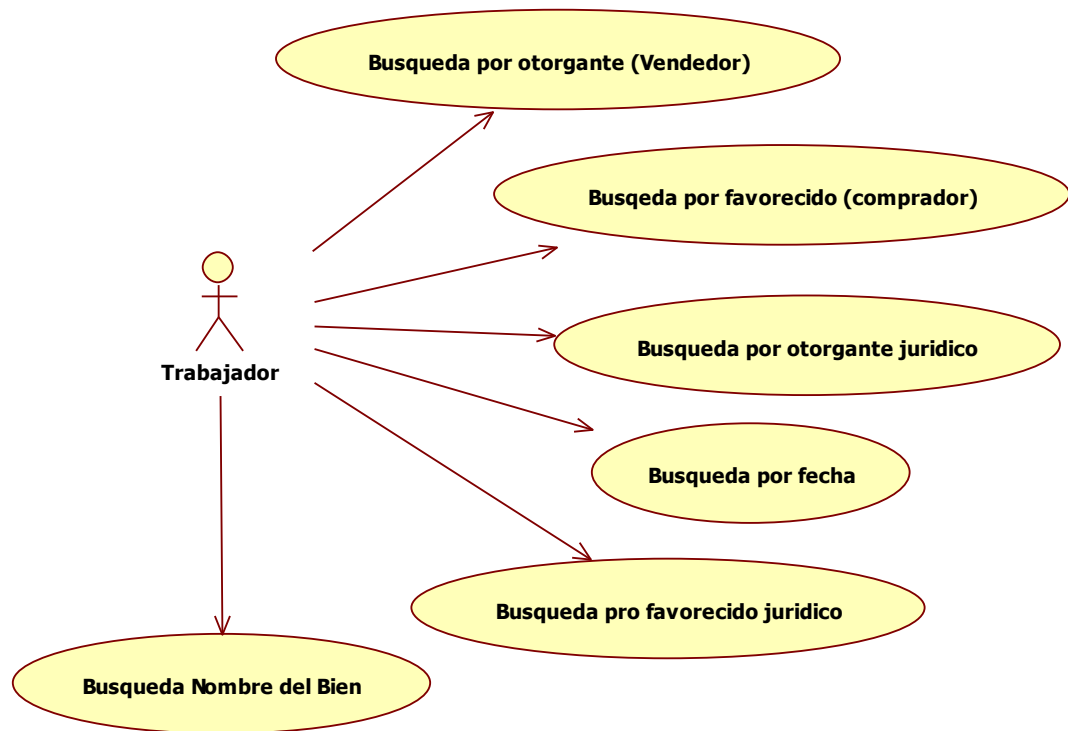 Busqueda por otorgante (Vendedor)
Busqeda por favorecido (comprador)
Trabajador
Busqueda por otorgante juridico
Busqueda por fecha
Busqueda pro favorecido juridico
Busqueda Nombre del Bien